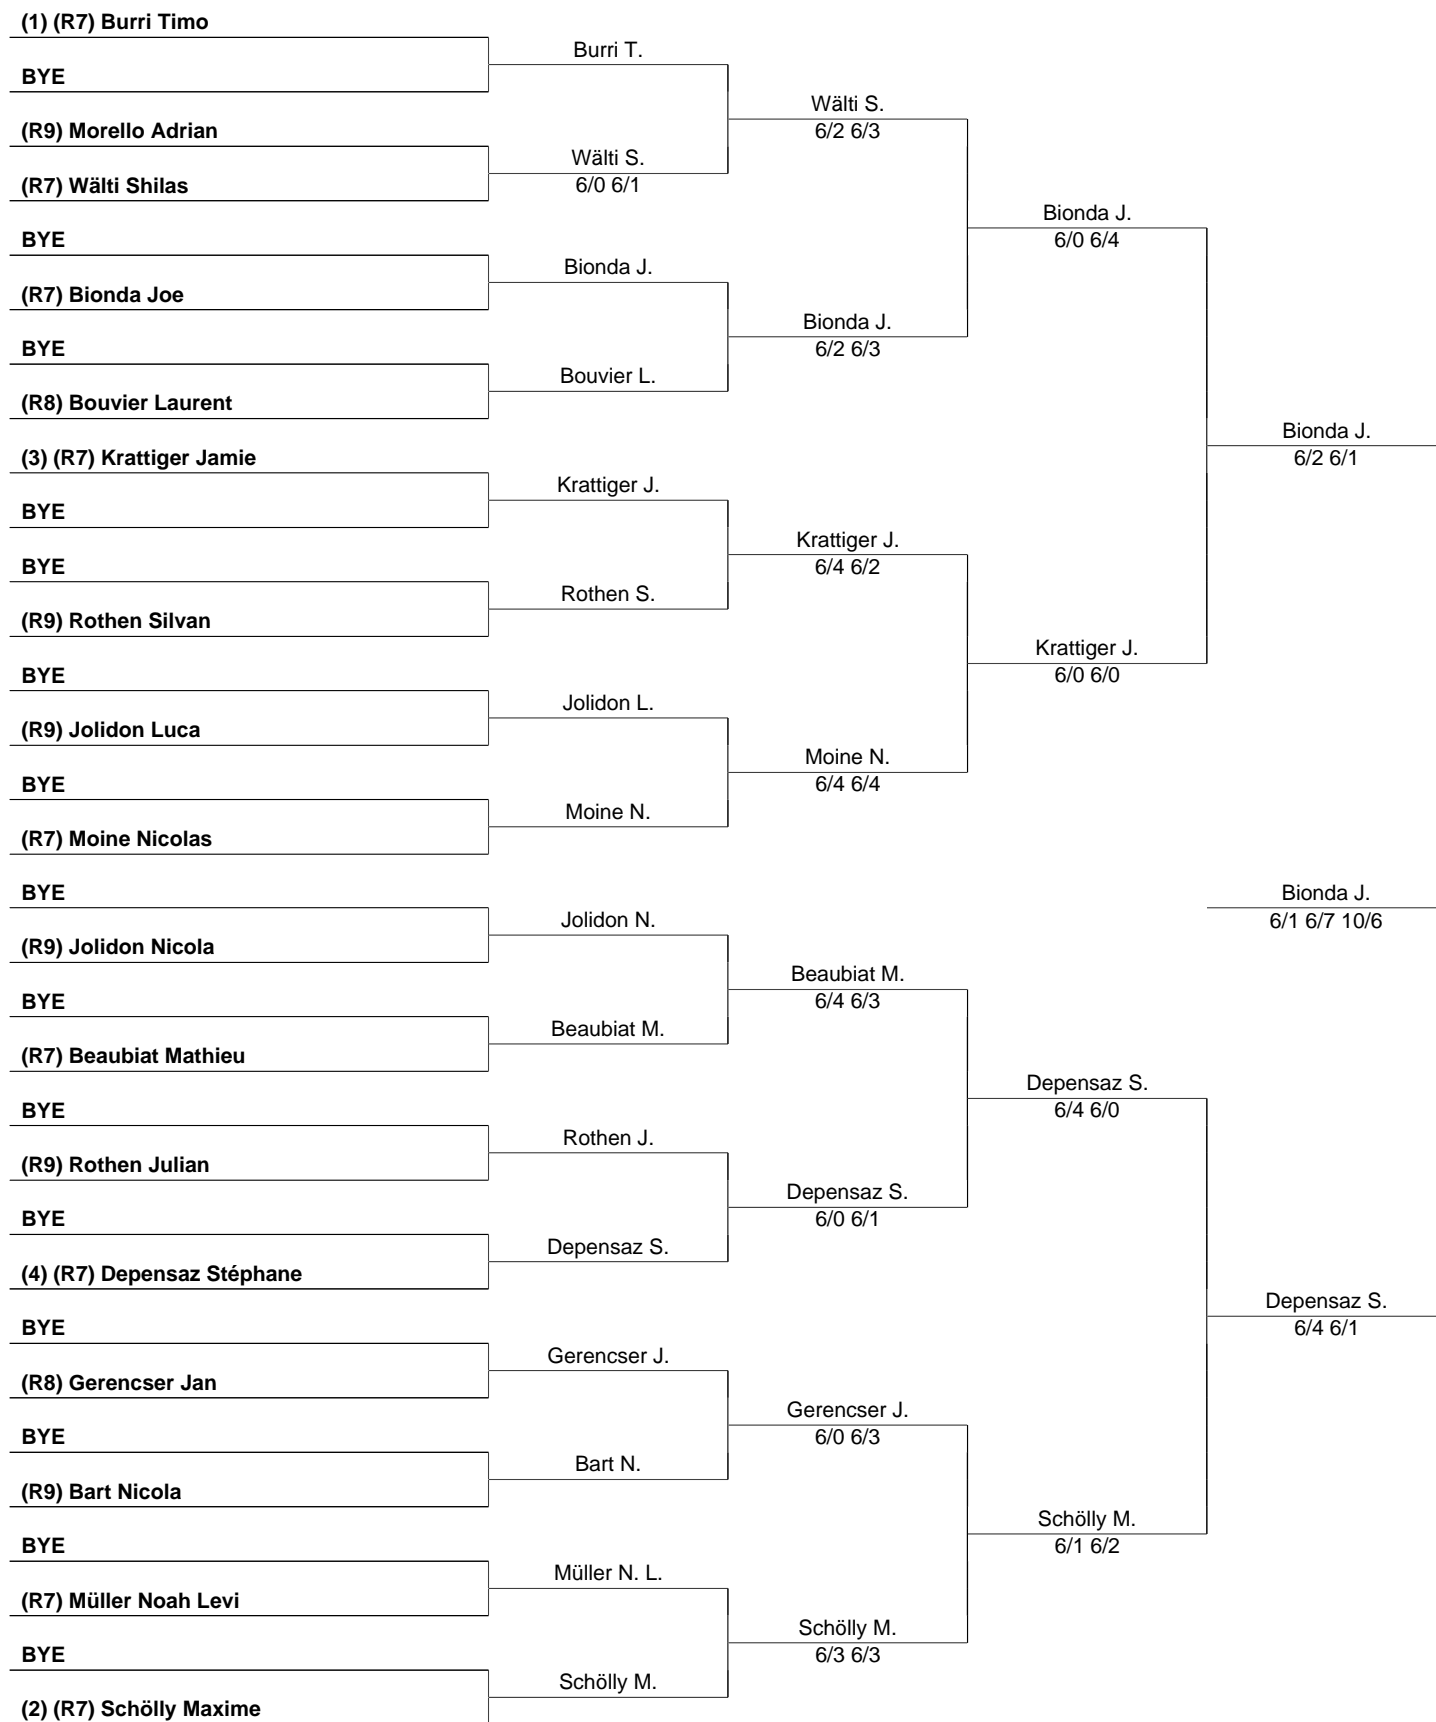 (1) (R7) Burri Timo
BYE
(R9) Morello Adrian
(R7) Wälti Shilas
BYE
(R7) Bionda Joe
BYE
(R8) Bouvier Laurent
(3) (R7) Krattiger Jamie
BYE
BYE
(R9) Rothen Silvan
BYE
(R9) Jolidon Luca
BYE
(R7) Moine Nicolas
BYE
(R9) Jolidon Nicola
BYE
(R7) Beaubiat Mathieu
BYE
(R9) Rothen Julian
BYE
(4) (R7) Depensaz Stéphane
BYE
(R8) Gerencser Jan
BYE
(R9) Bart Nicola
BYE
(R7) Müller Noah Levi
BYE
(2) (R7) Schölly Maxime
Burri T.
Wälti S.
6/0 6/1
Bionda J.
Bouvier L.
Krattiger J.
Rothen S.
Jolidon L.
Moine N.
Jolidon N.
Beaubiat M.
Rothen J.
Depensaz S.
Gerencser J.
Bart N.
Müller N. L.
Schölly M.
Wälti S.
6/2 6/3
Bionda J.
6/2 6/3
Krattiger J.
6/4 6/2
Moine N.
6/4 6/4
Beaubiat M.
6/4 6/3
Depensaz S.
6/0 6/1
Gerencser J.
6/0 6/3
Schölly M.
6/3 6/3
Bionda J.
6/0 6/4
Krattiger J.
6/0 6/0
Depensaz S.
6/4 6/0
Schölly M.
6/1 6/2
Bionda J.
6/2 6/1
Bionda J.
6/1 6/7 10/6
Depensaz S.
6/4 6/1